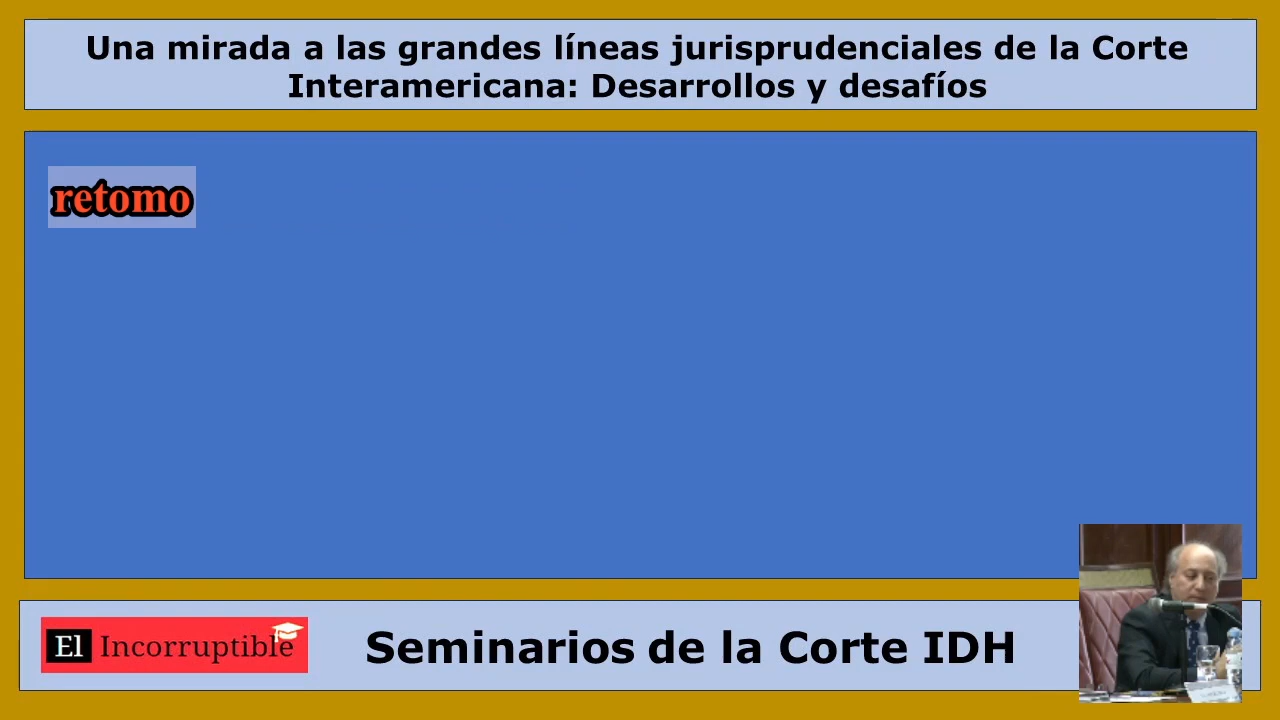 Una mirada a las grandes líneas jurisprudenciales de la Corte
Interamericana: Desarrollos y desafíos
retomo
El Incorruptible
Seminarios de la Corte IDH